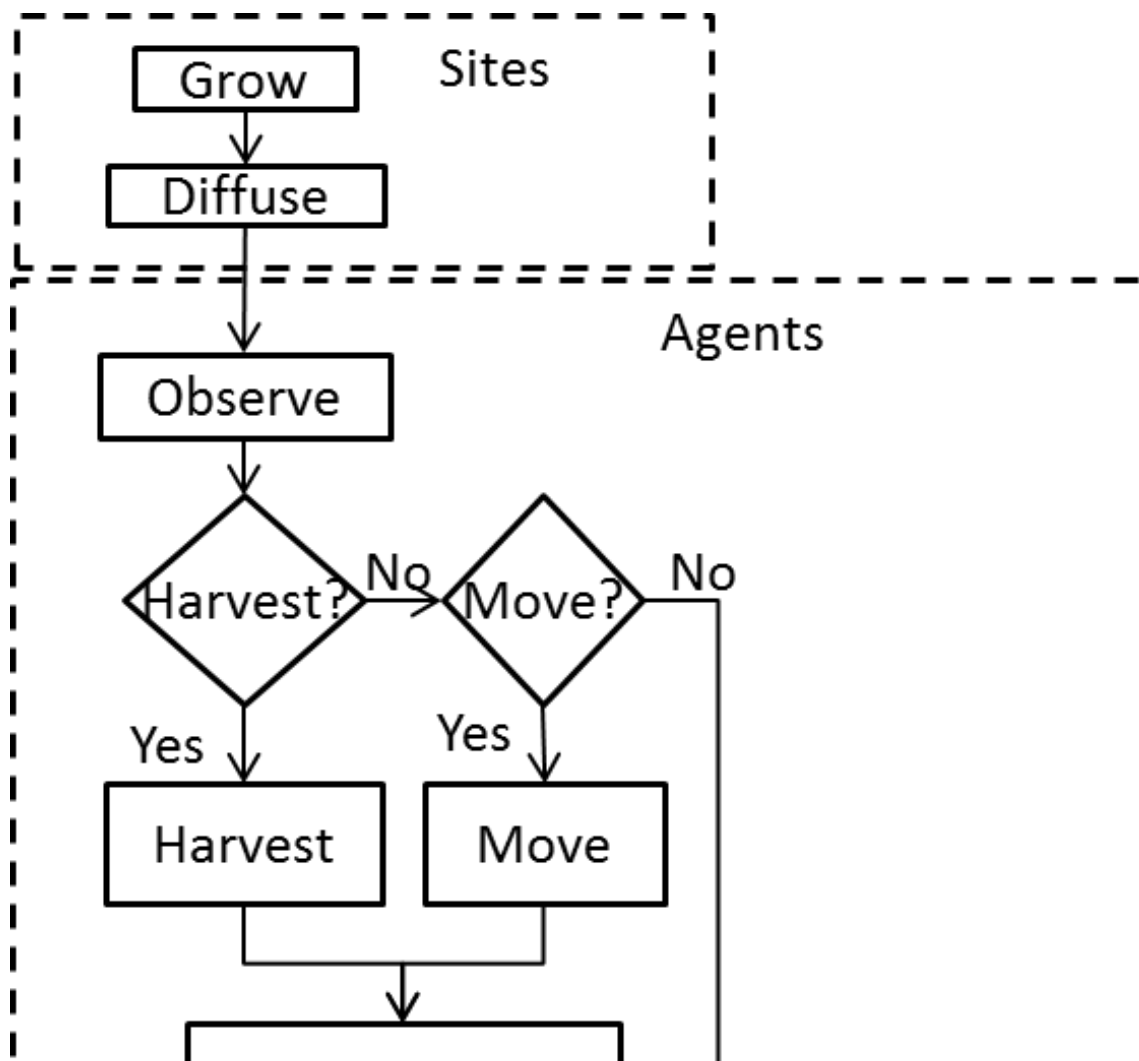 Sites
Grow
Diffuse
Agents
Observe
Harvest?
No
Move?
No
Yes
Yes
Harvest
Move